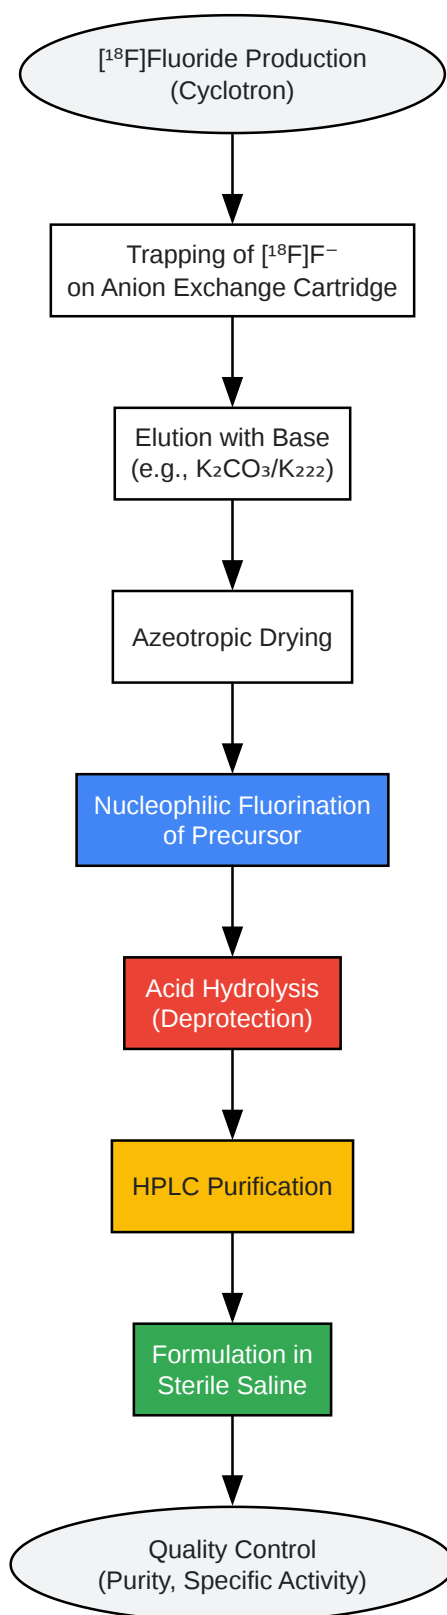 [¹⁸F]Fluoride Production
(Cyclotron)
Trapping of [¹⁸F]F⁻
on Anion Exchange Cartridge
Elution with Base
(e.g., K₂CO₃/K₂₂₂)
Azeotropic Drying
Nucleophilic Fluorination
of Precursor
Acid Hydrolysis
(Deprotection)
HPLC Purification
Formulation in
Sterile Saline
Quality Control
(Purity, Specific Activity)